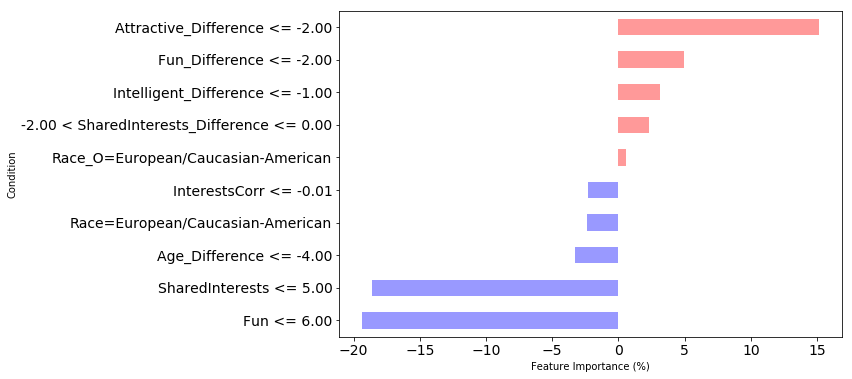 Attractive_Difference <= -2.00
Fun_Difference <= -2.00
Intelligent_Difference <= -1.00
-2.00 < SharedInterests_Difference <= 0.00
Race_O=European/Caucasian-American
InterestsCorr <= -0.01
Race=European/Caucasian-American
Age_Difference <= -4.00
SharedInterests <= 5.00
Fun <= 6.00
Condition
−20 −15 −10 −5 0 5 10 15
Feature Importance (%)